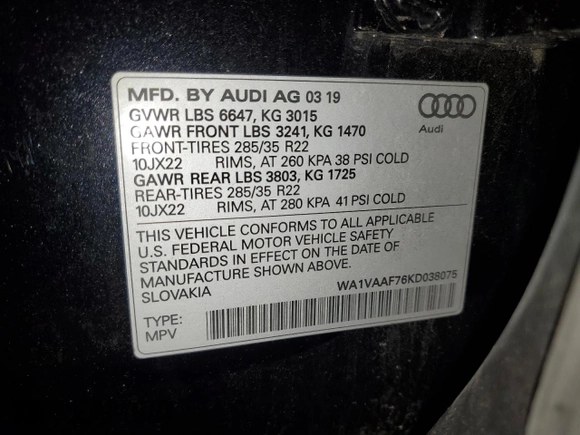 MFD. BY AUDI AG 03 19
GVWR LBS 6647, KG 3015
GAWR FRONT LBS 3241, KG 1470
FRONT-TIRES 285/35 R22
10JX22 RIMS, AT 260 KPA 38 PSI COLD
GAWR REAR LBS 3803, KG 1725
REAR-TIRES 285/35 R22
10JX22 RIMS, AT 280 KPA 41 PSI COLD
Audi
THIS VEHICLE CONFORMS TO ALL APPLICABLE
U.S. FEDERAL MOTOR VEHICLE SAFETY
STANDARDS IN EFFECT ON THE DATE OF
MANUFACTURE SHOWN ABOVE.
SLOVAKIA WA1VAAF76KD038075
TYPE:
MPV